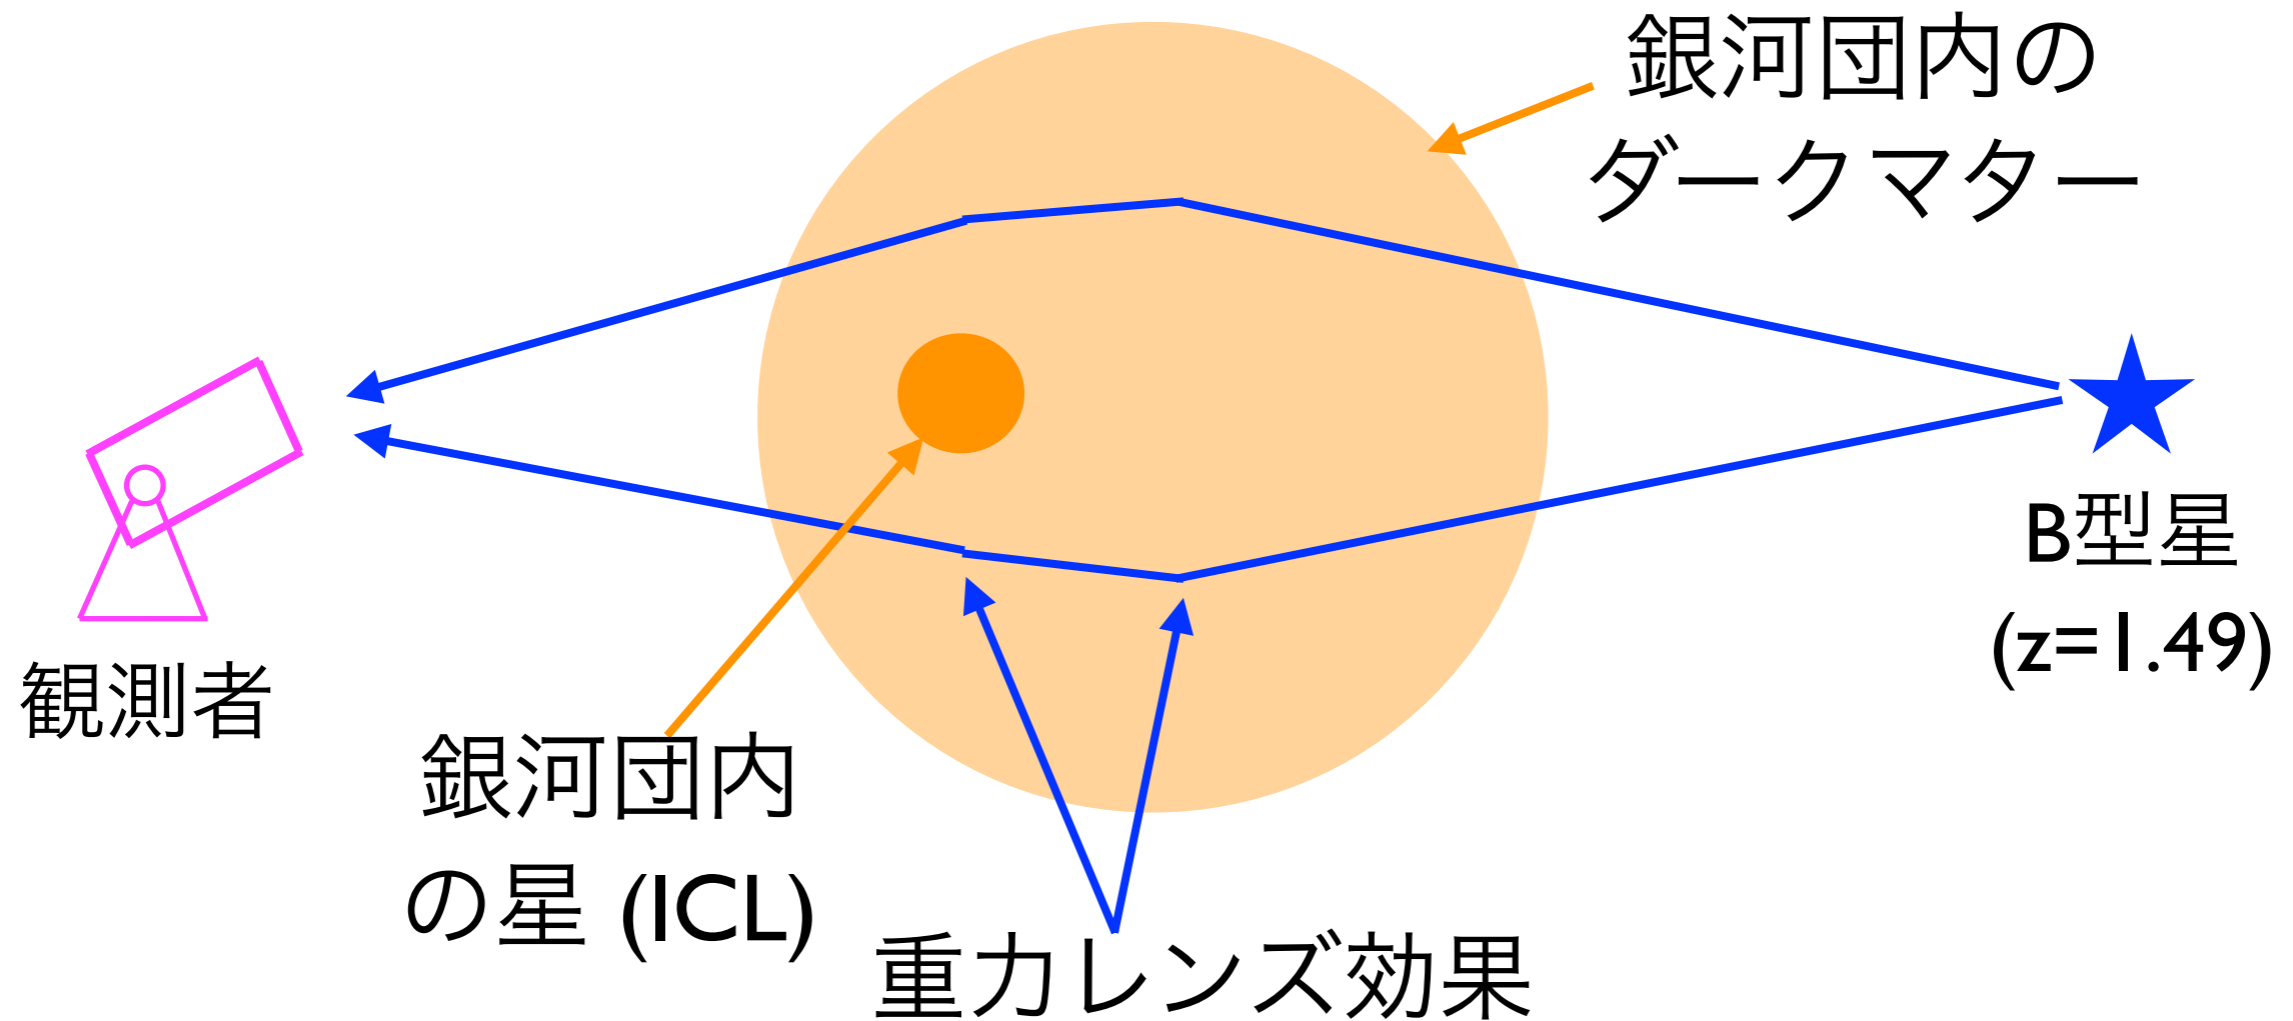 銀河団内の
ダークマター
B型星
(z=1.49)
観測者
銀河団内
の星 (ICL)
重力レンズ効果